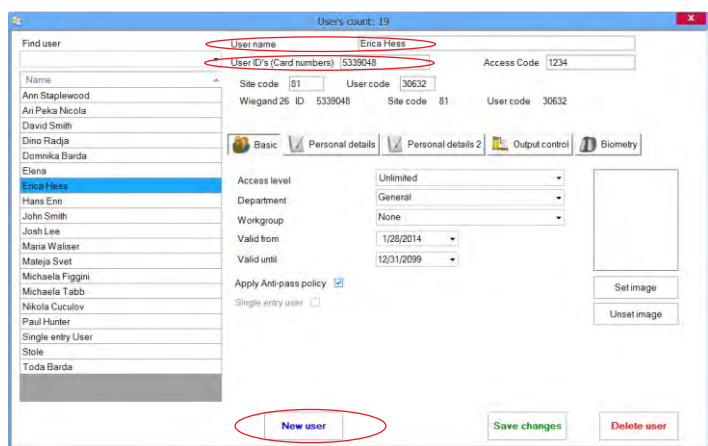 Users count: 19
X
Find user
Name
Ann Staplewood
Ari Peka Nicola
David Smith
Dino Radja
Domnika Barda
Elena
Erica Hess
Hans Enn
John Smith
Josh Lee
Maria Waliser
Mateja Svet
Michaela Figgini
Michaela Tabb
Nikola Cuculov
Paul Hunter
Single entry User
Stole
Toda Barda
User name Erica Hess
User ID's (Card numbers) 5339048 Access Code 1234
Site code 81 User code 30632
Wiegand 26 ID 5339048 Site code 81 User code 30632
Basic Personal details Personal details 2 Output control Biometry
Access level Unlimited
Department General
Workgroup None
Valid from 1/28/2014
Valid until 12/31/2099
Apply Anti-pass policy
Single entry user
Set image
Unset image
New user Save changes Delete user